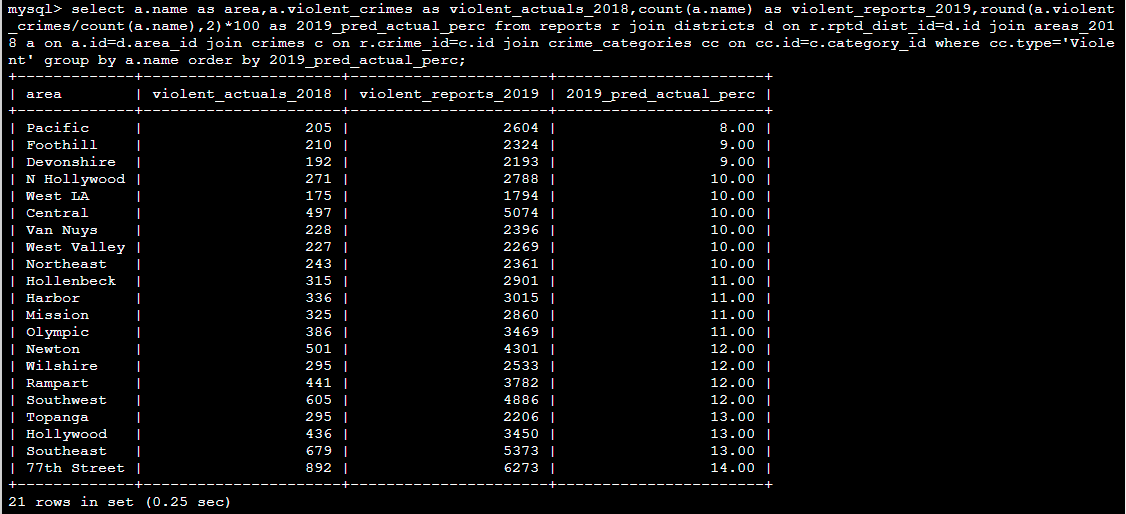 mysql> select a.name as area,a.violent_crimes as violent_actuals_2018,count(a.name) as violent_reports_2019,round(a.violent
_crimes/count(a.name),2)*100 as 2019_pred_actual_perc from reports r join districts d on r.rptd_dist_id=d.id join areas_201
8 a on a.id=d.area_id join crimes c on r.crime_id=c.id join crime_categories cc on cc.id=c.category_id where cc.type='Viole
nt' group by a.name order by 2019_pred_actual_perc;
+-------------+----------------------+----------------------+-----------------------+
| area        | violent_actuals_2018 | violent_reports_2019 | 2019_pred_actual_perc |
+-------------+----------------------+----------------------+-----------------------+
| Pacific     |                  205 |                 2604 |                  8.00 |
| Foothill    |                  210 |                 2324 |                  9.00 |
| Devonshire  |                  192 |                 2193 |                  9.00 |
| N Hollywood |                  271 |                 2788 |                 10.00 |
| West LA     |                  175 |                 1794 |                 10.00 |
| Central     |                  497 |                 5074 |                 10.00 |
| Van Nuys    |                  228 |                 2396 |                 10.00 |
| West Valley |                  227 |                 2269 |                 10.00 |
| Northeast   |                  243 |                 2361 |                 10.00 |
| Hollenbeck  |                  315 |                 2901 |                 11.00 |
| Harbor      |                  336 |                 3015 |                 11.00 |
| Mission     |                  325 |                 2860 |                 11.00 |
| Olympic     |                  386 |                 3469 |                 11.00 |
| Newton      |                  501 |                 4301 |                 12.00 |
| Wilshire    |                  295 |                 2533 |                 12.00 |
| Rampart     |                  441 |                 3782 |                 12.00 |
| Southwest   |                  605 |                 4886 |                 12.00 |
| Topanga     |                  295 |                 2206 |                 13.00 |
| Hollywood   |                  436 |                 3450 |                 13.00 |
| Southeast   |                  679 |                 5373 |                 13.00 |
| 77th Street |                  892 |                 6273 |                 14.00 |
+-------------+----------------------+----------------------+-----------------------+
21 rows in set (0.25 sec)